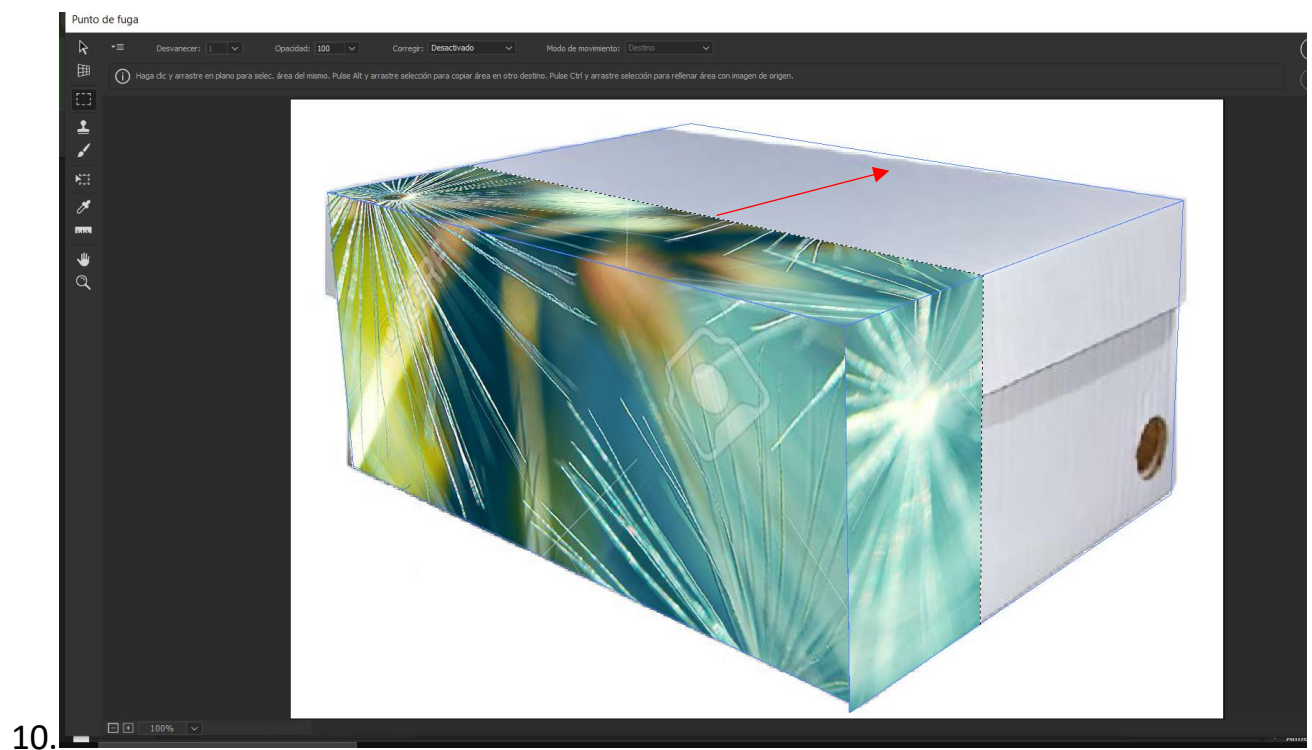 Punto de fuga
Desvanecer: 1 Opacidad: 100 Corregir: Desactivado Modo de movimiento: Destino
Haga clic y arrastre en plano para selec. área del mismo. Pulse Alt y arrastre selección para copiar área en otro destino. Pulse Ctrl y arrastre selección para rellenar área con imagen de origen.
100%
10.